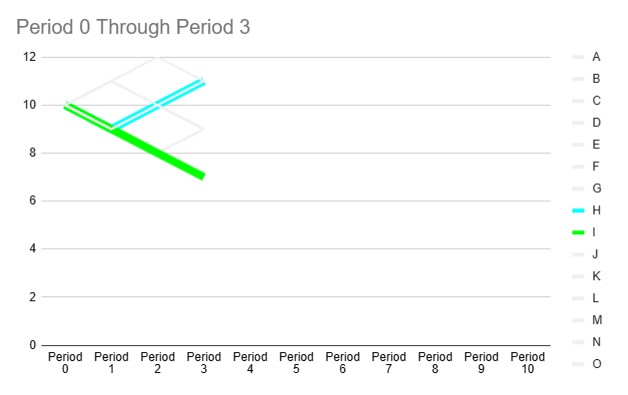 Period 0 Through Period 3
12
10
8
6
4
2
0
Period 0
Period 1
Period 2
Period 3
Period 4
Period 5
Period 6
Period 7
Period 8
Period 9
Period 10
A
B
C
D
E
F
G
H
I
J
K
L
M
N
O